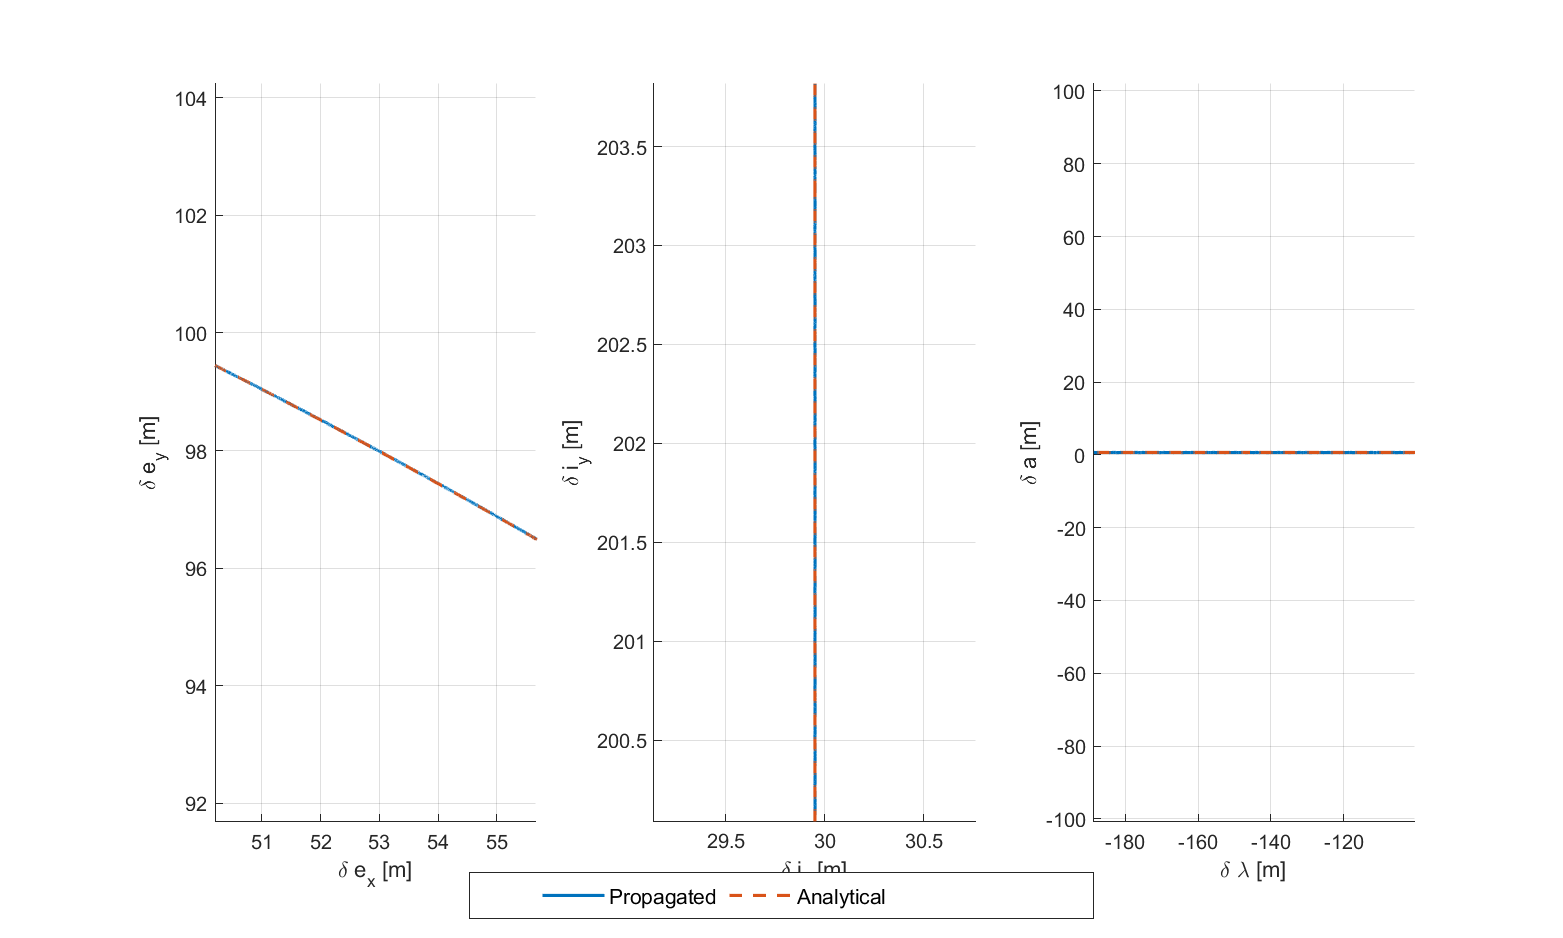 104
102
100
98
96
94
92
δ e_y [m]
51 52 53 54 55
δ e_x [m]
203.5
203
202.5
202
201.5
201
200.5
δ i_y [m]
29.5 30 30.5
δ i [m]
100
80
60
40
20
0
-20
-40
-60
-80
-100
δ a [m]
-180 -160 -140 -120
δ λ [m]
Propagated Analytical